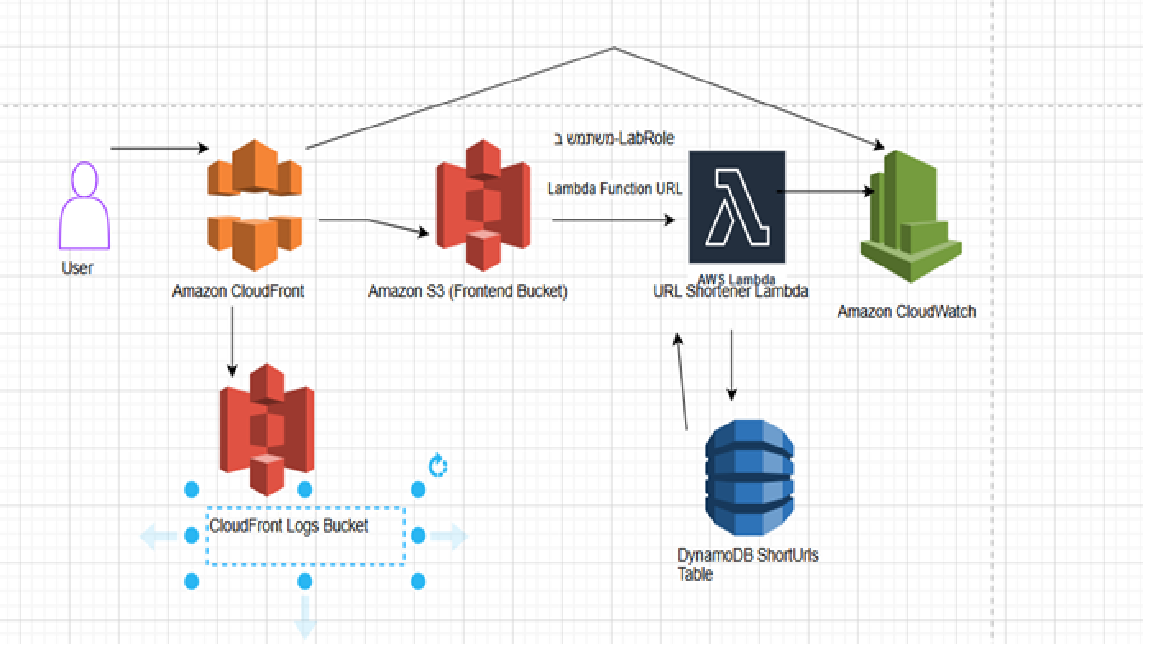 משתמש ב-LabRole
Lambda Function URL
User
Amazon CloudFront
Amazon S3 (Frontend Bucket)
AWS Lambda
URL Shortener Lambda
Amazon CloudWatch
CloudFront Logs Bucket
DynamoDB ShortUrls
Table